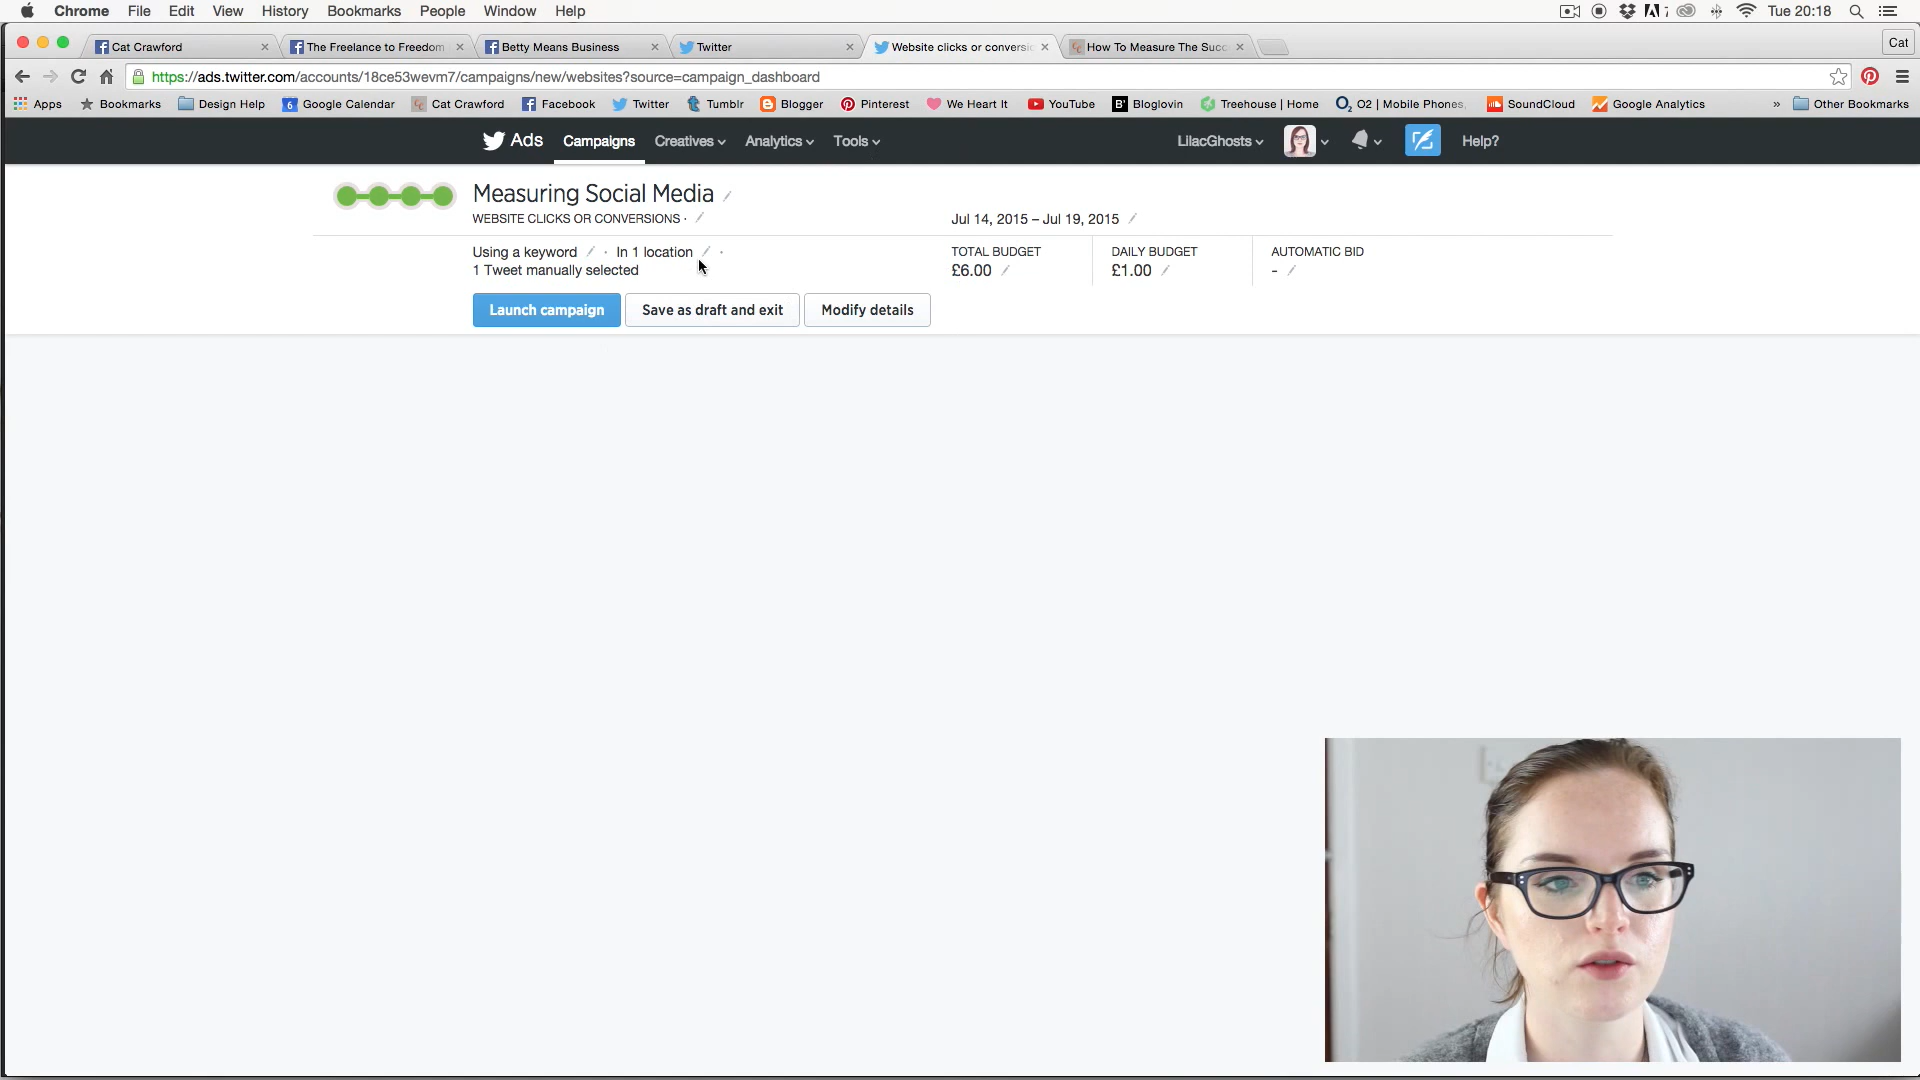 Chrome File Edit View History Bookmarks People Window Help
7 Tue 20:18
Cat Crawford
The Freelance to Freedom
Betty Means Business
Twitter
Website clicks or conversi
How To Measure The Succ
Cat
https://ads.twitter.com/accounts/18ce53wevm7/campaigns/new/websites?source=campaign_dashboard
Apps Bookmarks Design Help 6 Google Calendar CC Cat Crawford Facebook Twitter Tumblr Blogger Pinterest We Heart It YouTube B' Bloglovin Treehouse | Home O2 O2 | Mobile Phones, SoundCloud Google Analytics » Other Bookmarks
Ads Campaigns Creatives Analytics Tools LilacGhosts Help?
Measuring Social Media
WEBSITE CLICKS OR CONVERSIONS ·
Jul 14, 2015 – Jul 19, 2015
Using a keyword · In 1 location ·
1 Tweet manually selected
TOTAL BUDGET
£6.00
DAILY BUDGET
£1.00
AUTOMATIC BID
-
Launch campaign
Save as draft and exit
Modify details